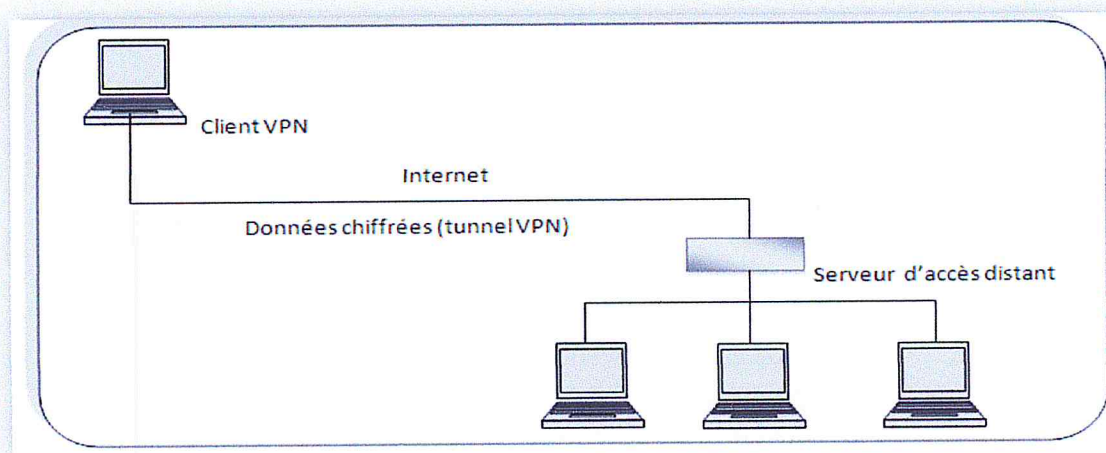 Client VPN
Internet
Données chiffrées (tunnel VPN)
Serveur d'accès distant